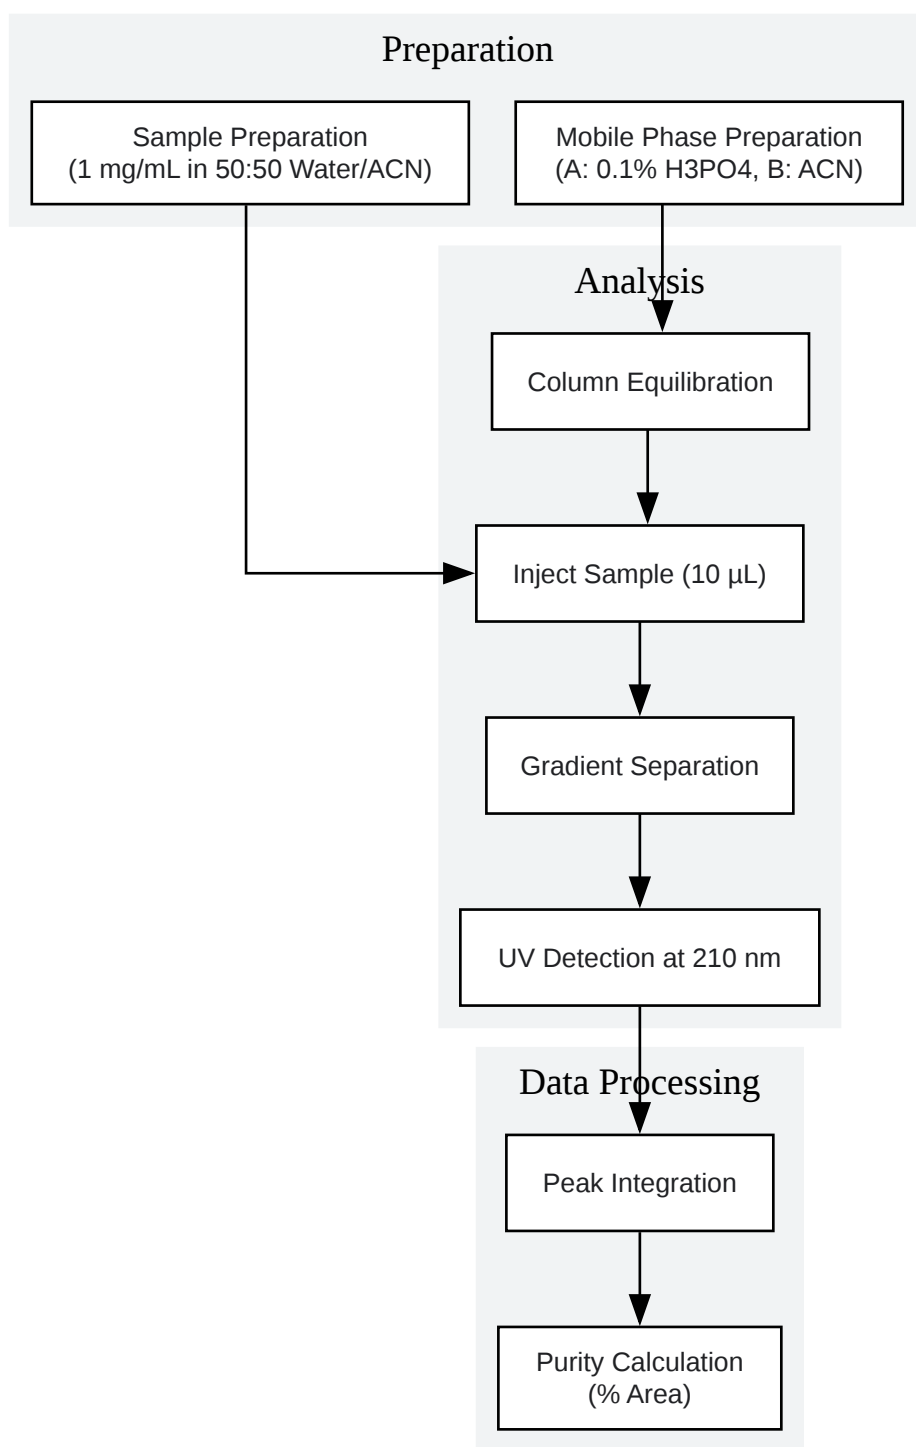 Preparation
Sample Preparation
(1 mg/mL in 50:50 Water/ACN)
Mobile Phase Preparation
(A: 0.1% H3PO4, B: ACN)
Analysis
Column Equilibration
Inject Sample (10 µL)
Gradient Separation
UV Detection at 210 nm
Data Processing
Peak Integration
Purity Calculation
(% Area)